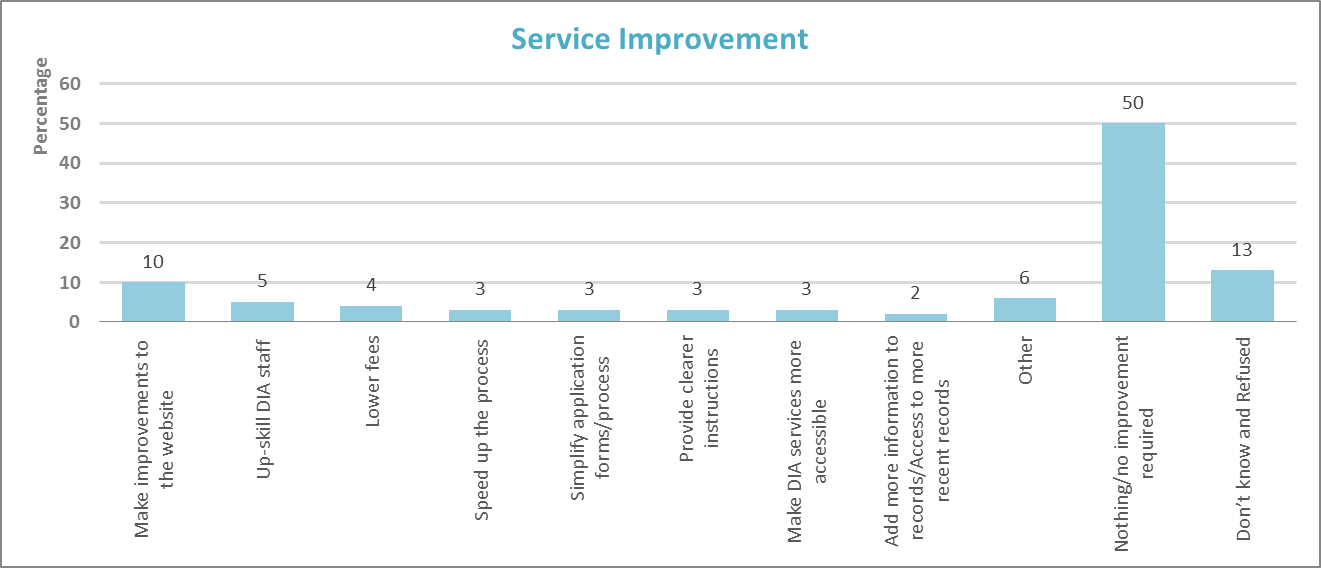 Service Improvement
Percentage
60
50
40
30
20
10
0
10
5
4
3
3
3
3
2
6
50
13
Make improvements to
the website
Up-skill DIA staff
Lower fees
Speed up the process
Simplify application
forms/process
Provide clearer
instructions
Make DIA services more
accessible
Add more information to
records/Access to more
recent records
Other
Nothing/no improvement
required
Don't know and Refused